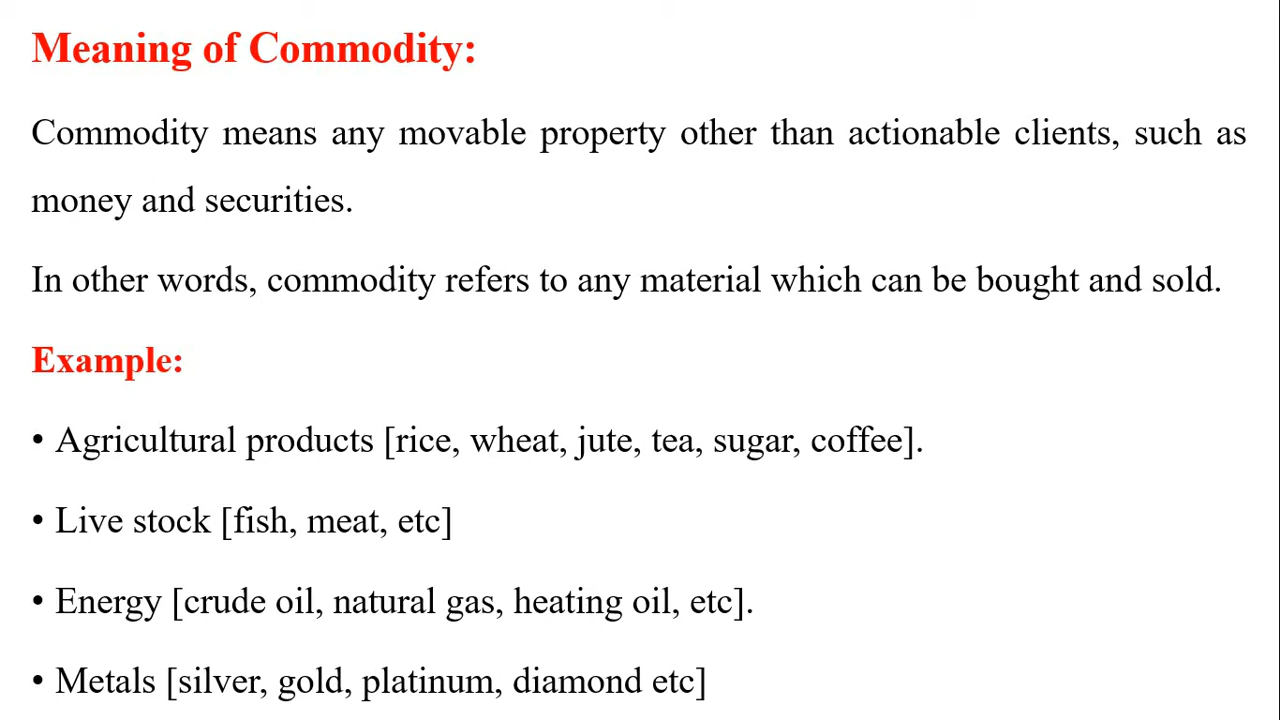 Meaning of Commodity:
Commodity means any movable property other than actionable clients, such as
money and securities.
In other words, commodity refers to any material which can be bought and sold.
Example:
• Agricultural products [rice, wheat, jute, tea, sugar, coffee].
• Live stock [fish, meat, etc]
• Energy [crude oil, natural gas, heating oil, etc].
• Metals [silver, gold, platinum, diamond etc]